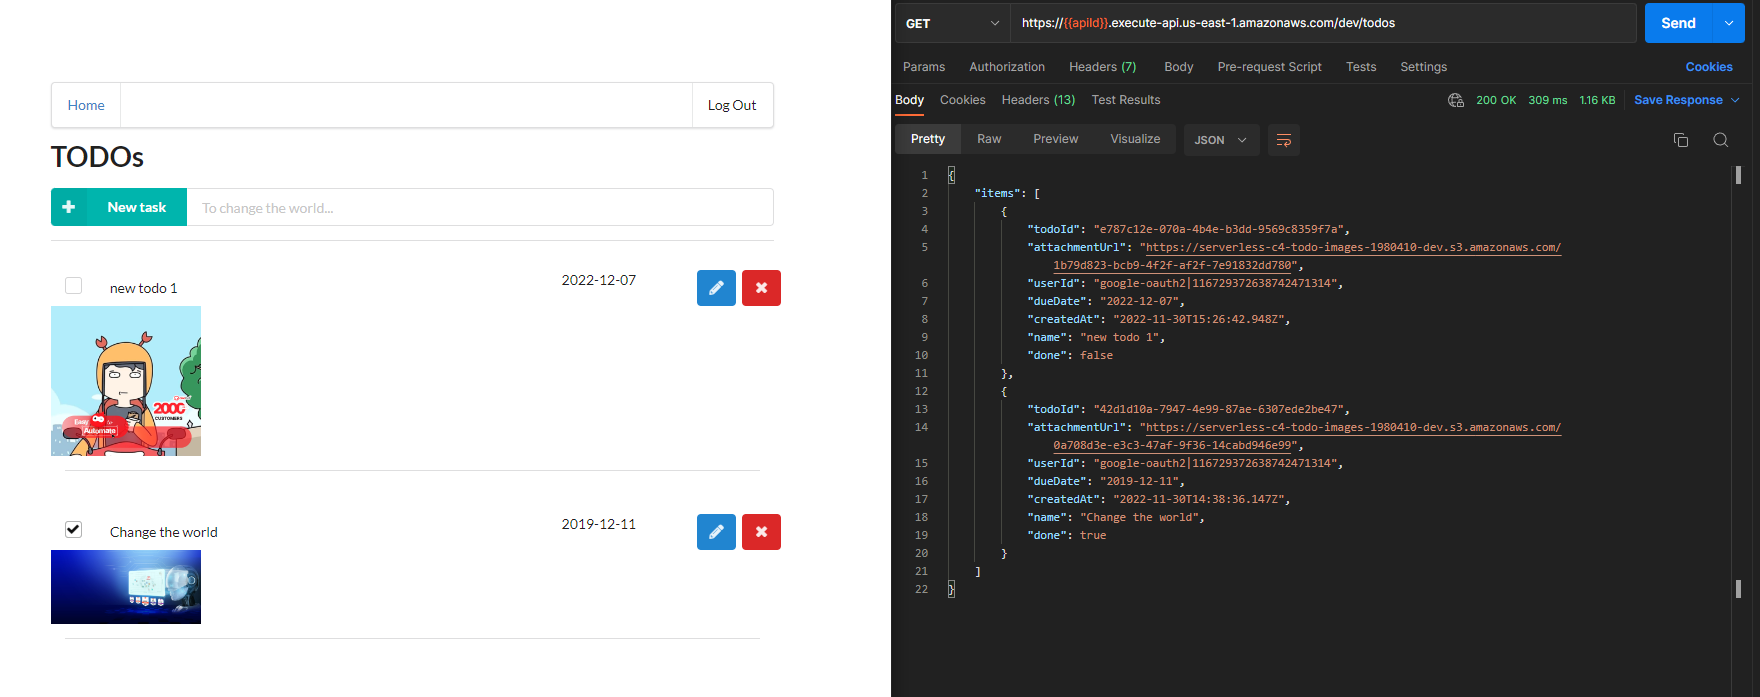 Home
Log Out
TODOs
New task
To change the world...
new todo 1
2022-12-07
2000
CUSTOMERS
Easy to
Automate
Change the world
2019-12-11
GET
https://{{apiId}}.execute-api.us-east-1.amazonaws.com/dev/todos
Send
Params Authorization Headers (7) Body Pre-request Script Tests Settings Cookies
Body Cookies Headers (13) Test Results 200 OK 309 ms 1.16 KB Save Response
Pretty Raw Preview Visualize JSON
1 {
2 "items": [
3 {
4 "todoId": "e787c12e-070a-4b4e-b3dd-9569c8359f7a",
5 "attachmentUrl": "https://serverless-c4-todo-images-1980410-dev.s3.amazonaws.com/
1b79d823-bcb9-4f2f-af2f-7e91832dd780",
6 "userId": "google-oauth2|116729372638742471314",
7 "dueDate": "2022-12-07",
8 "createdAt": "2022-11-30T15:26:42.948Z",
9 "name": "new todo 1",
10 "done": false
11 },
12 {
13 "todoId": "42d1d10a-7947-4e99-87ae-6307ede2be47",
14 "attachmentUrl": "https://serverless-c4-todo-images-1980410-dev.s3.amazonaws.com/
0a708d3e-e3c3-47af-9f36-14cabd946e99",
15 "userId": "google-oauth2|116729372638742471314",
16 "dueDate": "2019-12-11",
17 "createdAt": "2022-11-30T14:38:36.147Z",
18 "name": "Change the world",
19 "done": true
20 }
21 ]
22 }